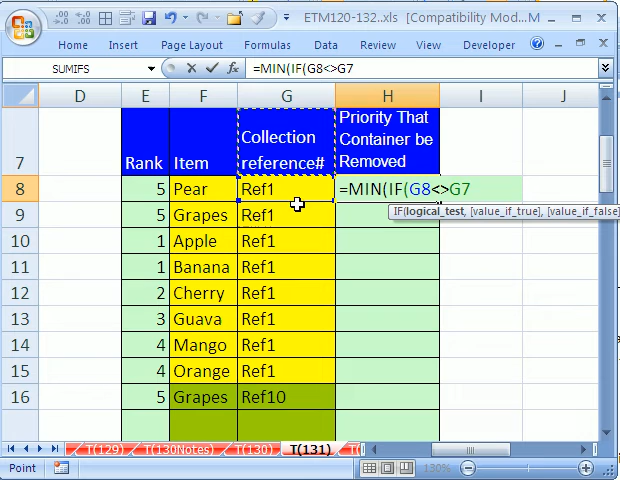 ETM120-132..xls [Compatibility Mod... M
Home Insert Page Layout Formulas Data Review View Developer
SUMIFS =MIN(IF(G8<>G7
D E F G H I J
7 Rank Item Collection reference# Priority That Container be Removed
8 5 Pear Ref1 =MIN(IF(G8<>G7
IF(logical_test, [value_if_true], [value_if_false]
9 5 Grapes Ref1
10 1 Apple Ref1
11 1 Banana Ref1
12 2 Cherry Ref1
13 3 Guava Ref1
14 4 Mango Ref1
15 4 Orange Ref1
16 5 Grapes Ref10
T(129) T(130Notes) T(130) T(131)
Point 130%